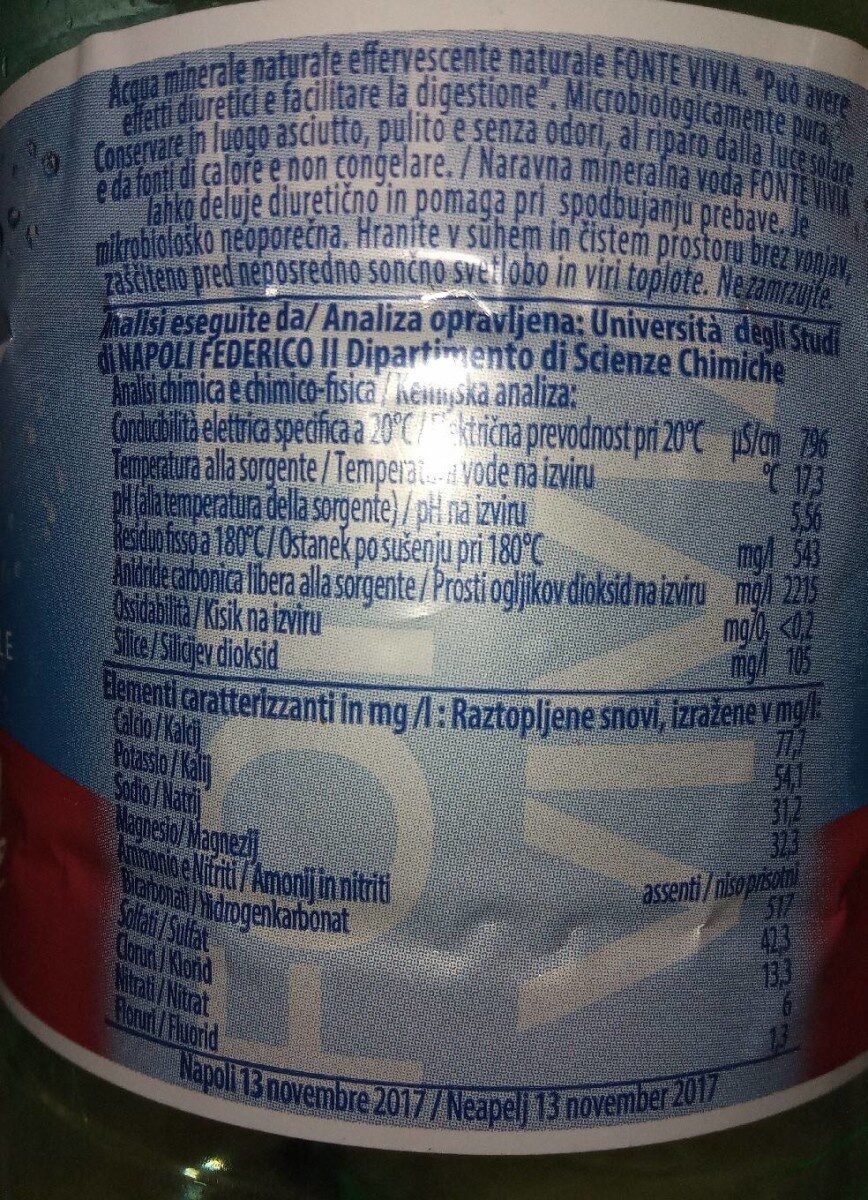 Acqua minerale naturale effervescente naturale FONTE VIVIA. "Può avere
effetti diuretici e facilitare la digestione". Microbiologicamente pura.
Conservare in luogo asciutto, pulito e senza odori, al riparo dalla luce solare
e da fonti di calore e non congelare. / Naravna mineralna voda FONTE VIVIA
lahko deluje diuretično in pomaga pri spodbujanju prebave. Je
mikrobiološko neoporečna. Hranite v suhem in čistem prostoru brez vonjav,
zaščiteno pred neposredno sončno svetlobo in viri toplote. Ne zamrzujte.
Analisi eseguite da/ Analiza opravljena: Università degli Studi
di NAPOLI FEDERICO II Dipartimento di Scienze Chimiche
Analisi chimica e chimico-fisica / Kemijska analiza:
Conducibilità elettrica specifica a 20°C / Električna prevodnost pri 20°C µS/cm 796
Temperatura alla sorgente / Temperatura vode na izviru °C 17,3
pH (alla temperatura della sorgente) / pH na izviru 5,56
Residuo fisso a 180°C / Ostanek po sušenju pri 180°C mg/l 543
Anidride carbonica libera alla sorgente / Prosti ogljikov dioksid na izviru mg/l 2215
Ossidabilità / Kisik na izviru mg/O₂ <0,2
Silice / Silicijev dioksid mg/l 105
Elementi caratterizzanti in mg /l : Raztopljene snovi, izražene v mg/l:
Calcio / Kalcij 77,2
Potassio / Kalij 54,1
Sodio / Natrij 31,2
Magnesio/ Magnezij 32,3
Ammonio e Nitriti / Amonij in nitriti assenti / niso prisotni
Bicarbonati / Hidrogenkarbonat 517
Solfati / Sulfat 42,3
Cloruri / Klorid 13,3
Nitrati / Nitrat 6
Floruri / Fluorid 1,3
Napoli 13 novembre 2017 / Neapelj 13 november 2017